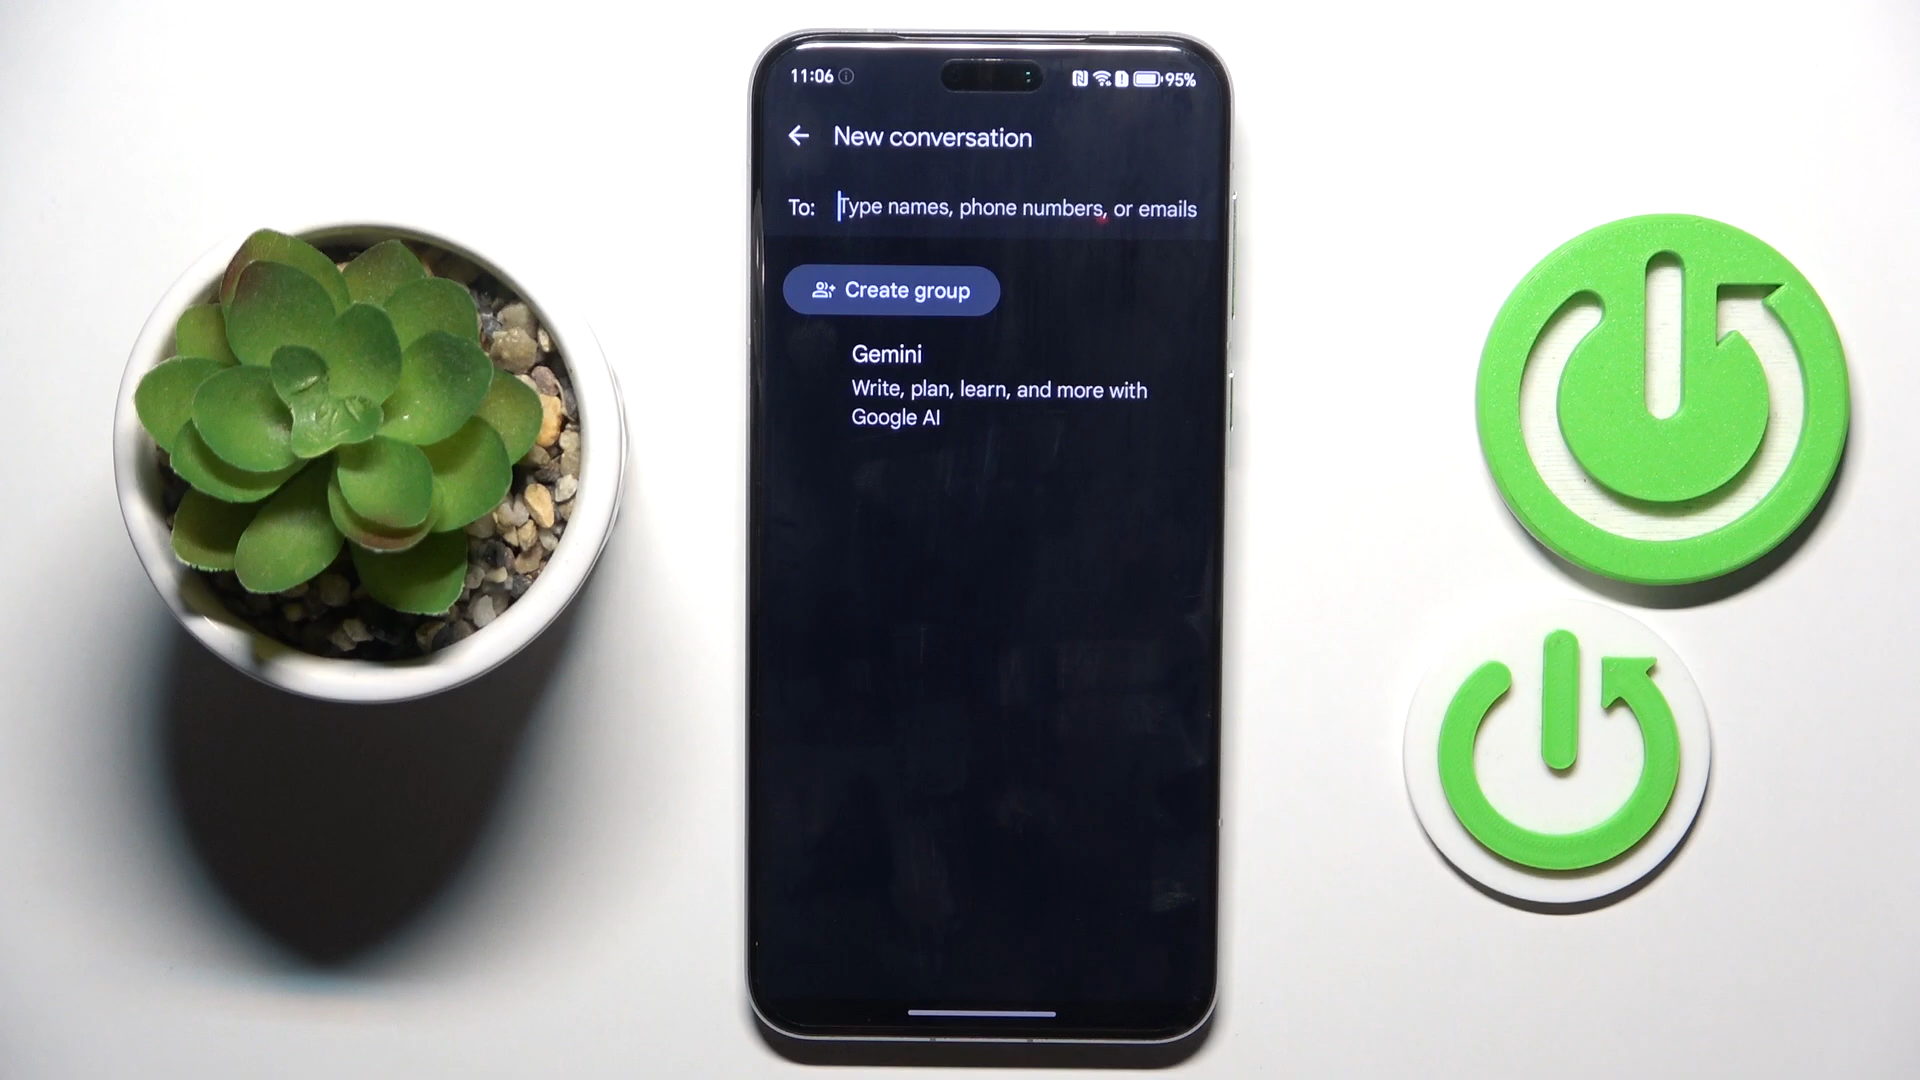 11:06
95%
New conversation
To: Type names, phone numbers, or emails
Create group
Gemini
Write, plan, learn, and more with
Google AI